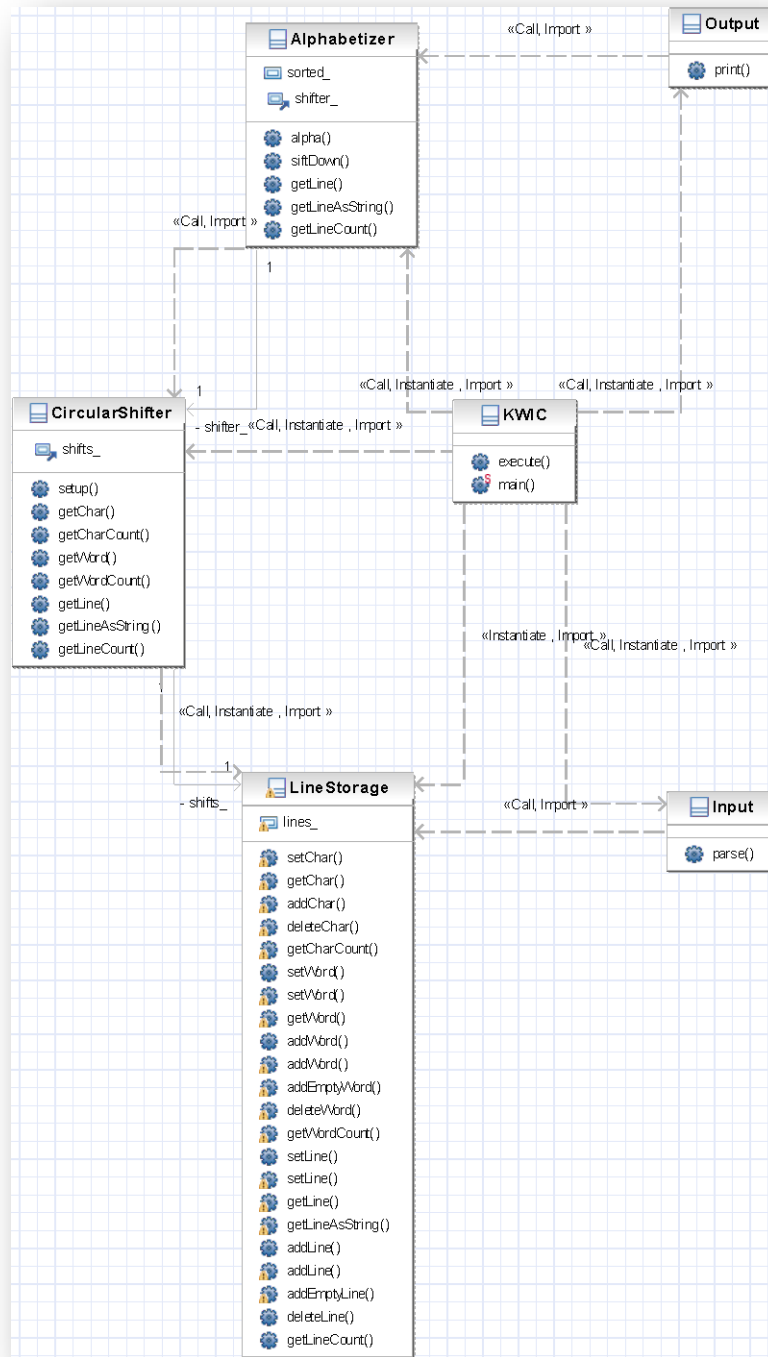 Alphabetizer
sorted_
shifter_
alpha()
siftDown()
getLine()
getLineAsString()
getLineCount()
«Call, Import »
Output
print()
«Call, Import »
1
1
- shifter_
«Call, Instantiate , Import »
«Call, Instantiate , Import »
«Call, Instantiate , Import »
KWIC
execute()
main()
CircularShifter
shifts_
setup()
getChar()
getCharCount()
getWord()
getWordCount()
getLine()
getLineAsString()
getLineCount()
«Instantiate , Import »
«Call, Instantiate , Import »
«Call, Instantiate , Import »
1
- shifts_
«Call, Import »
Input
parse()
LineStorage
lines_
setChar()
getChar()
addChar()
deleteChar()
getCharCount()
setWord()
setWord()
getWord()
addWord()
addWord()
addEmptyWord()
deleteWord()
getWordCount()
setLine()
setLine()
getLine()
getLineAsString()
addLine()
addLine()
addEmptyLine()
deleteLine()
getLineCount()